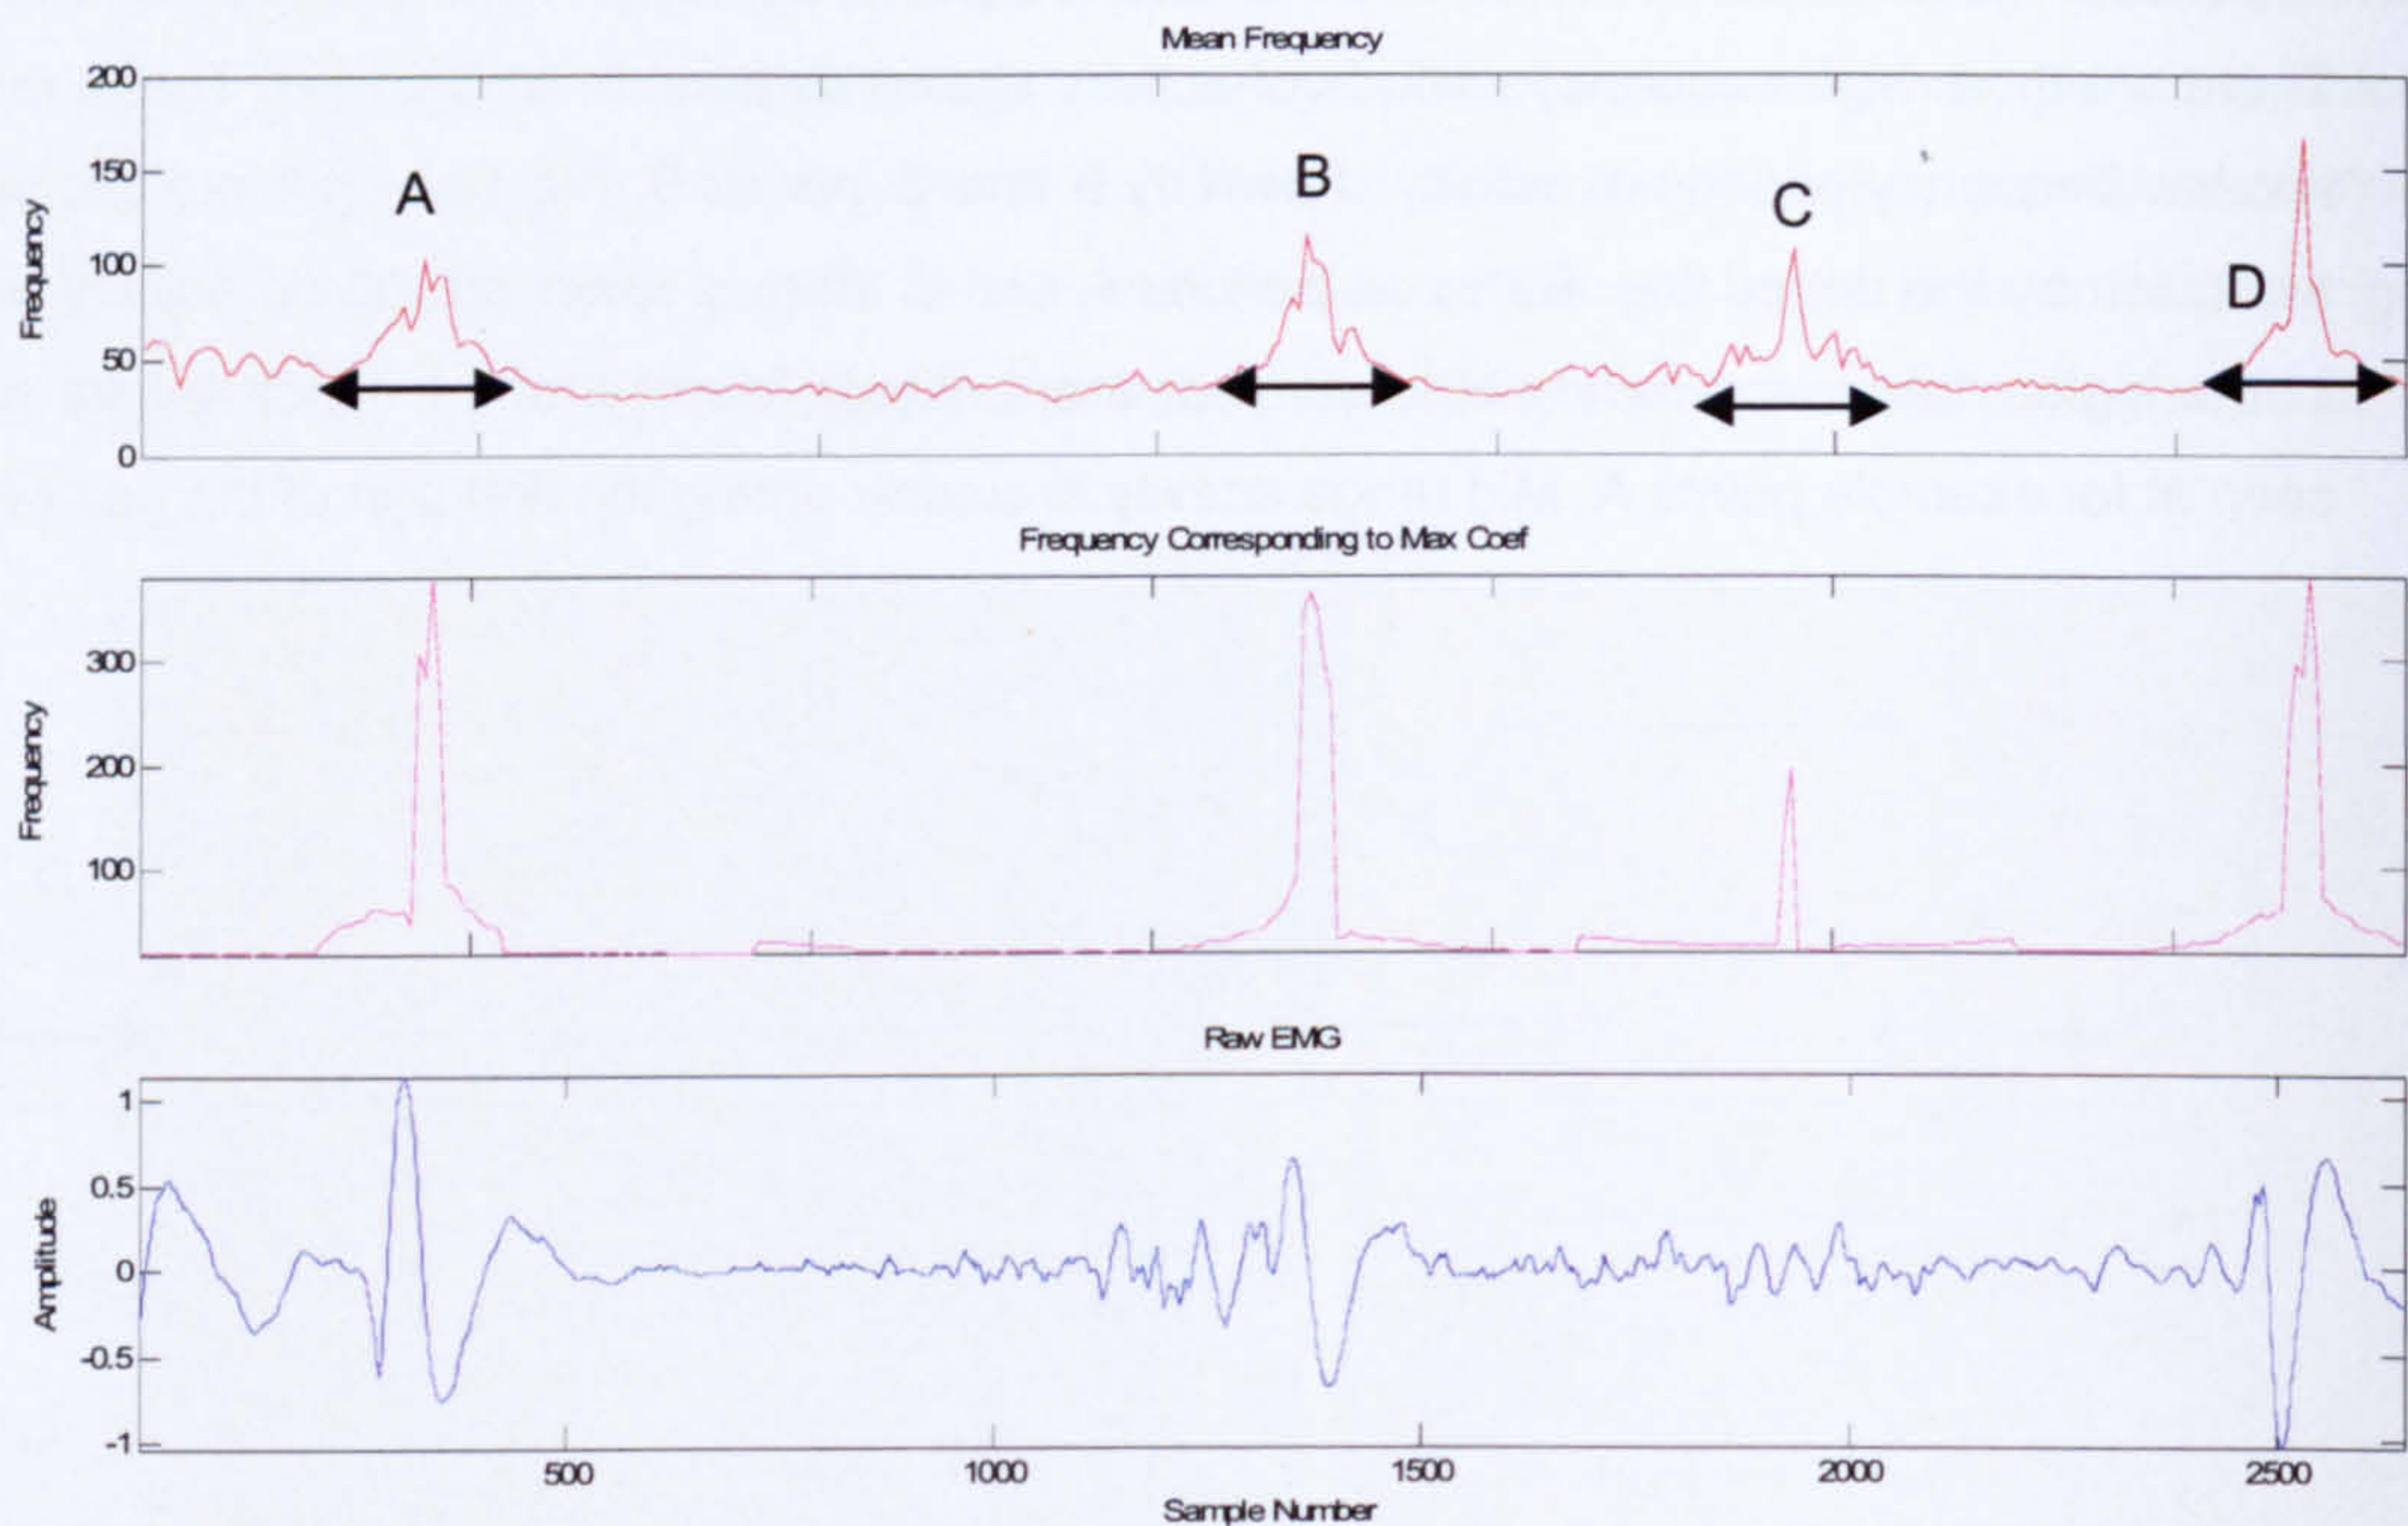 Mean Frequency
200
150
100
50
0
Frequency
A
B
C
D
Frequency Corresponding to Max Coef
300
200
100
Frequency
Raw EMG
1
0.5
0
-0.5
-1
Amplitude
500
1000
1500
2000
2500
Sample Number